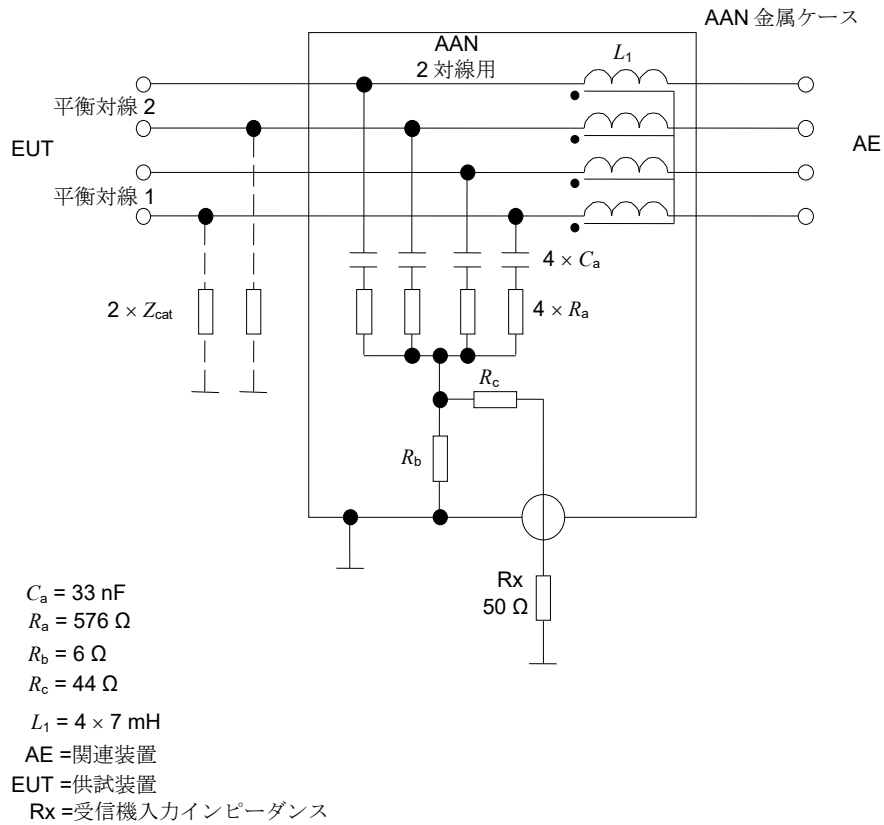 AAN 金属ケース
AAN
2 対線用
L1
平衡対線 2
EUT
AE
平衡対線 1
4 × Ca
2 × Zcat
4 × Ra
Rc
Rb
Rx
50 Ω
Ca = 33 nF
Ra = 576 Ω
Rb = 6 Ω
Rc = 44 Ω
L1 = 4 × 7 mH
AE =関連装置
EUT =供試装置
Rx =受信機入力インピーダンス